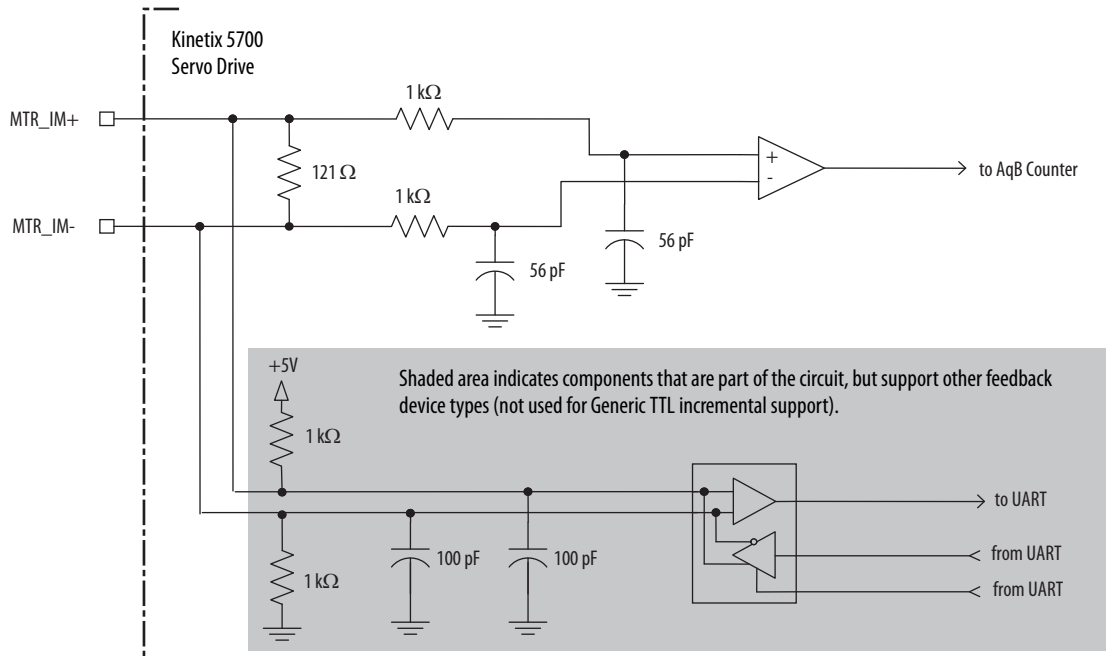 Kinetix 5700
Servo Drive
1 kΩ
MTR_IM+
+
to AqB Counter
121 Ω
-
1 kΩ
MTR_IM-
56 pF
56 pF
+5V
Shaded area indicates components that are part of the circuit, but support other feedback
device types (not used for Generic TTL incremental support).
1 kΩ
to UART
100 pF
100 pF
from UART
1 kΩ
from UART